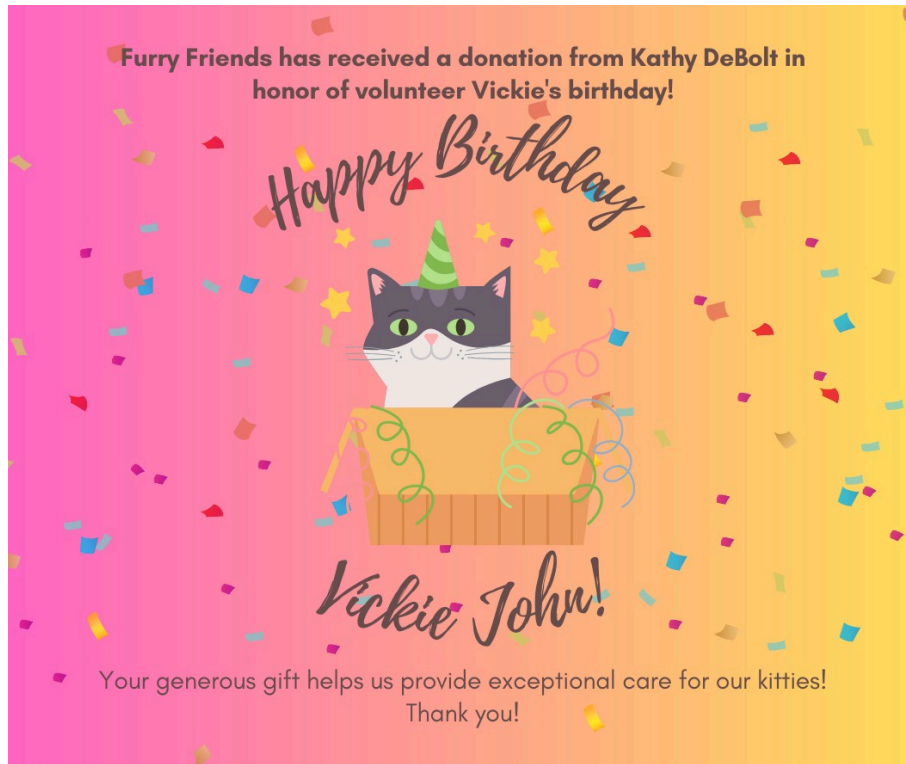 Furry Friends has received a donation from Kathy DeBolt in
honor of volunteer Vickie's birthday!
Happy Birthday
Vickie John!
Your generous gift helps us provide exceptional care for our kitties!
Thank you!